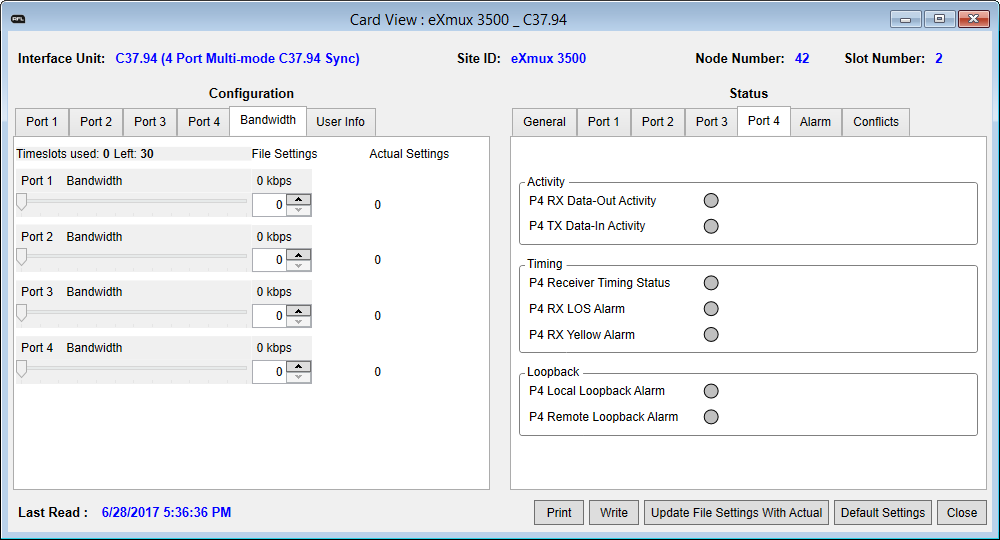 RFL
Card View : eXmux 3500 _ C37.94
Interface Unit: C37.94 (4 Port Multi-mode C37.94 Sync) Site ID: eXmux 3500 Node Number: 42 Slot Number: 2
Configuration
Port 1 Port 2 Port 3 Port 4 Bandwidth User Info
Timeslots used: 0 Left: 30 File Settings Actual Settings
Port 1 Bandwidth 0 kbps
0 0
Port 2 Bandwidth 0 kbps
0 0
Port 3 Bandwidth 0 kbps
0 0
Port 4 Bandwidth 0 kbps
0 0
Status
General Port 1 Port 2 Port 3 Port 4 Alarm Conflicts
Activity
P4 RX Data-Out Activity
P4 TX Data-In Activity
Timing
P4 Receiver Timing Status
P4 RX LOS Alarm
P4 RX Yellow Alarm
Loopback
P4 Local Loopback Alarm
P4 Remote Loopback Alarm
Last Read : 6/28/2017 5:36:36 PM
Print Write Update File Settings With Actual Default Settings Close